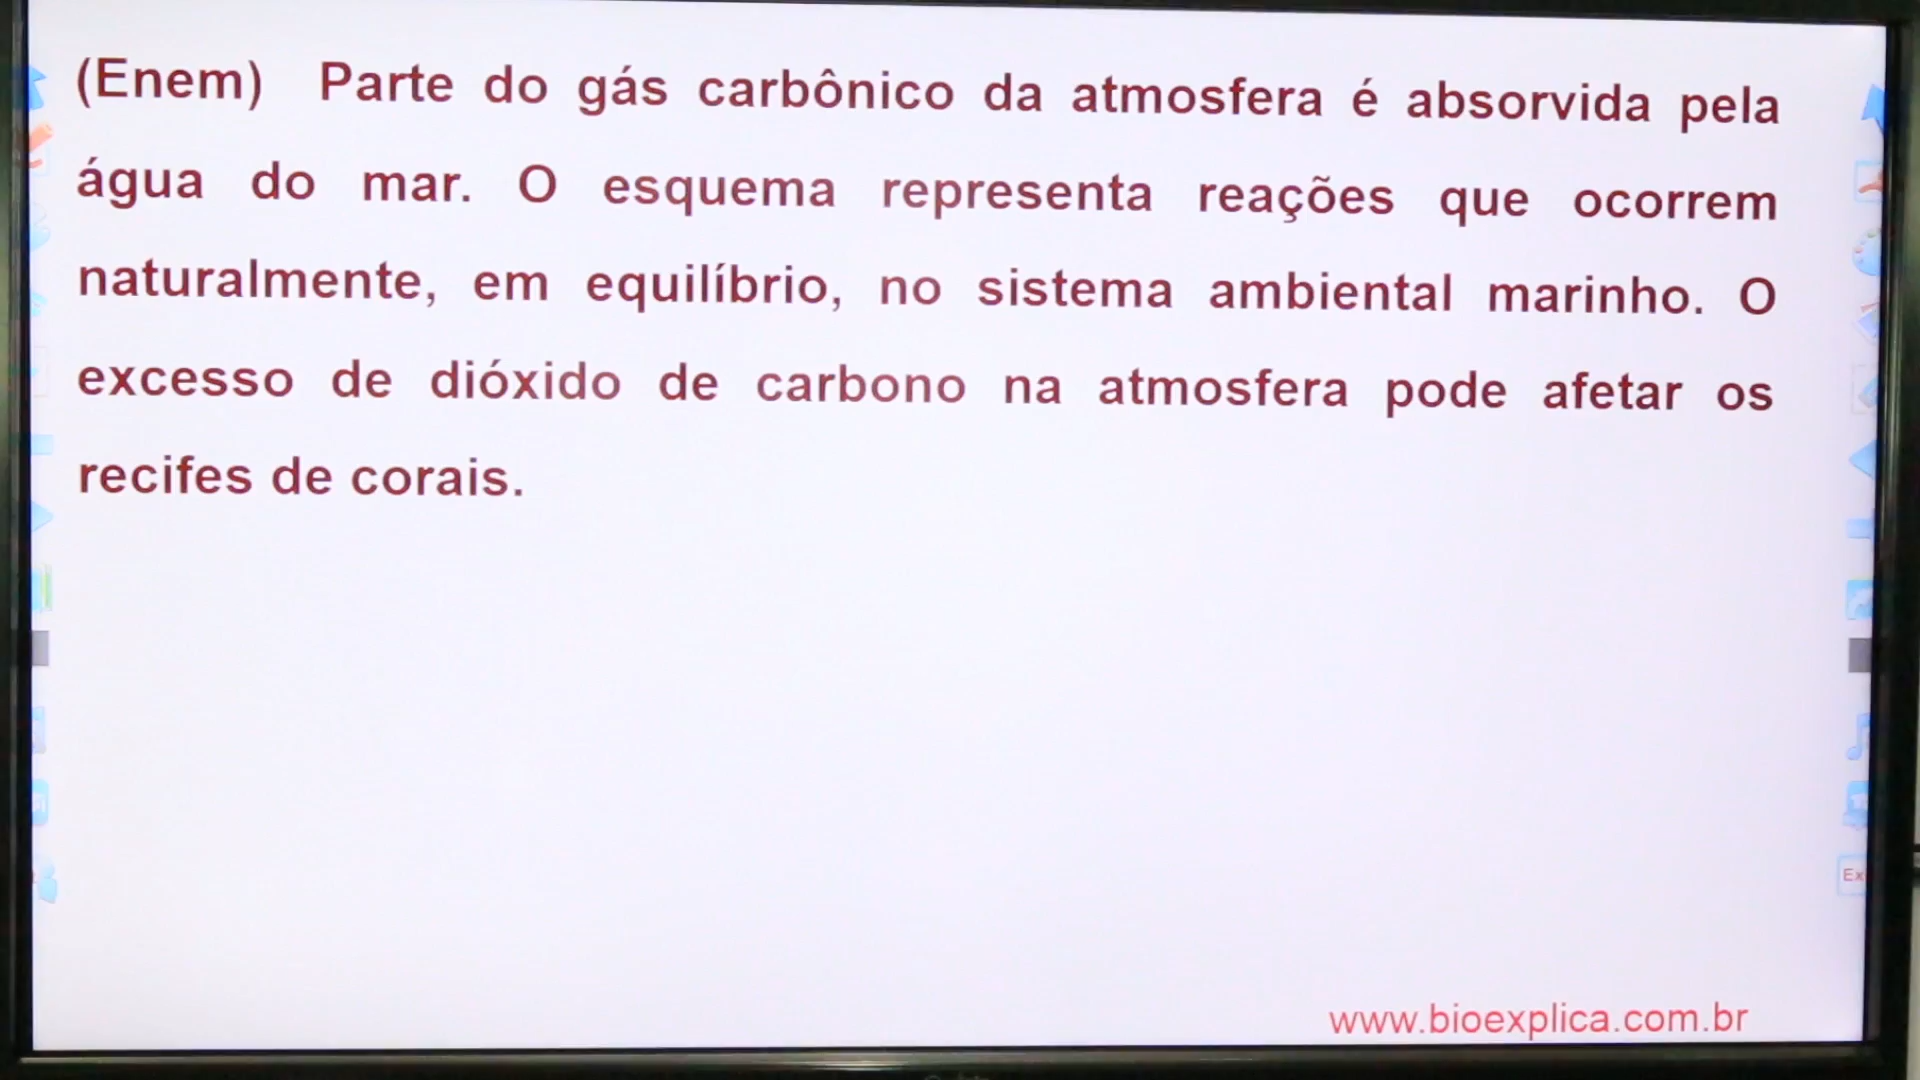 (Enem) Parte do gás carbônico da atmosfera é absorvida pela
água do mar. O esquema representa reações que ocorrem
naturalmente, em equilíbrio, no sistema ambiental marinho. O
excesso de dióxido de carbono na atmosfera pode afetar os
recifes de corais.
Ex
www.bioexplica.com.br